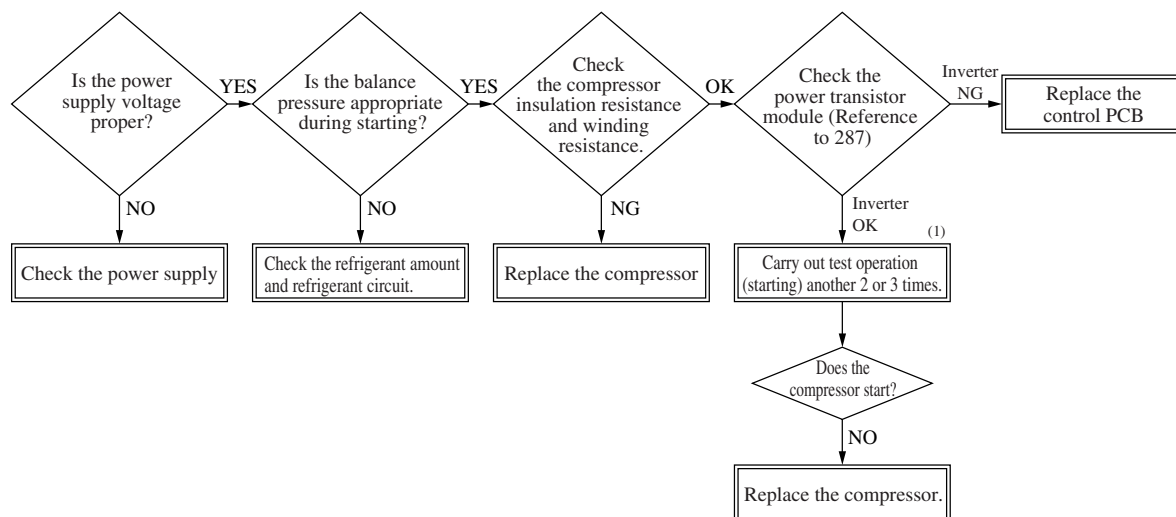 Is the power
supply voltage
proper?
YES
Is the balance
pressure appropriate
during starting?
YES
Check
the compressor
insulation resistance
and winding
resistance.
OK
Check the
power transistor
module (Reference
to 287)
Inverter
NG
Replace the
control PCB
NO
Check the power supply
NO
Check the refrigerant amount
and refrigerant circuit.
NG
Replace the compressor
Inverter
OK
(1)
Carry out test operation
(starting) another 2 or 3 times.
Does the
compressor start?
NO
Replace the compressor.